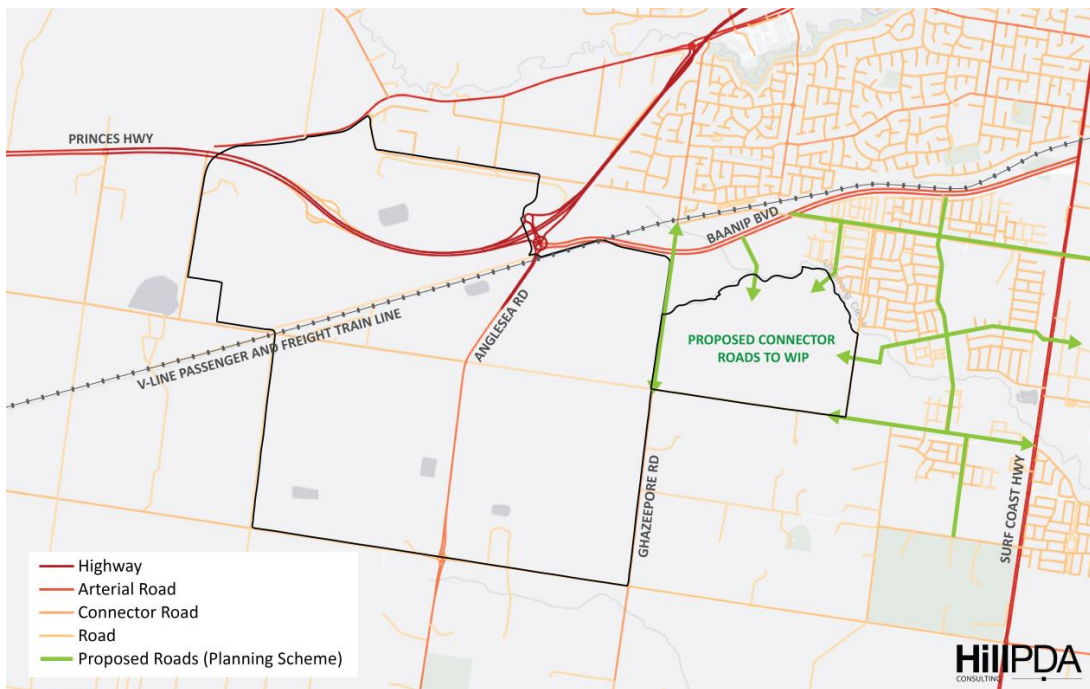 PRINCES HWY
BAANIP BVD
V-LINE PASSENGER AND FREIGHT TRAIN LINE
ANGLESEA RD
PROPOSED CONNECTOR
ROADS TO WIP
GHAZEEPORE RD
SURF COAST HWY
Highway
Arterial Road
Connector Road
Road
Proposed Roads (Planning Scheme)
HillPDA
CONSULTING